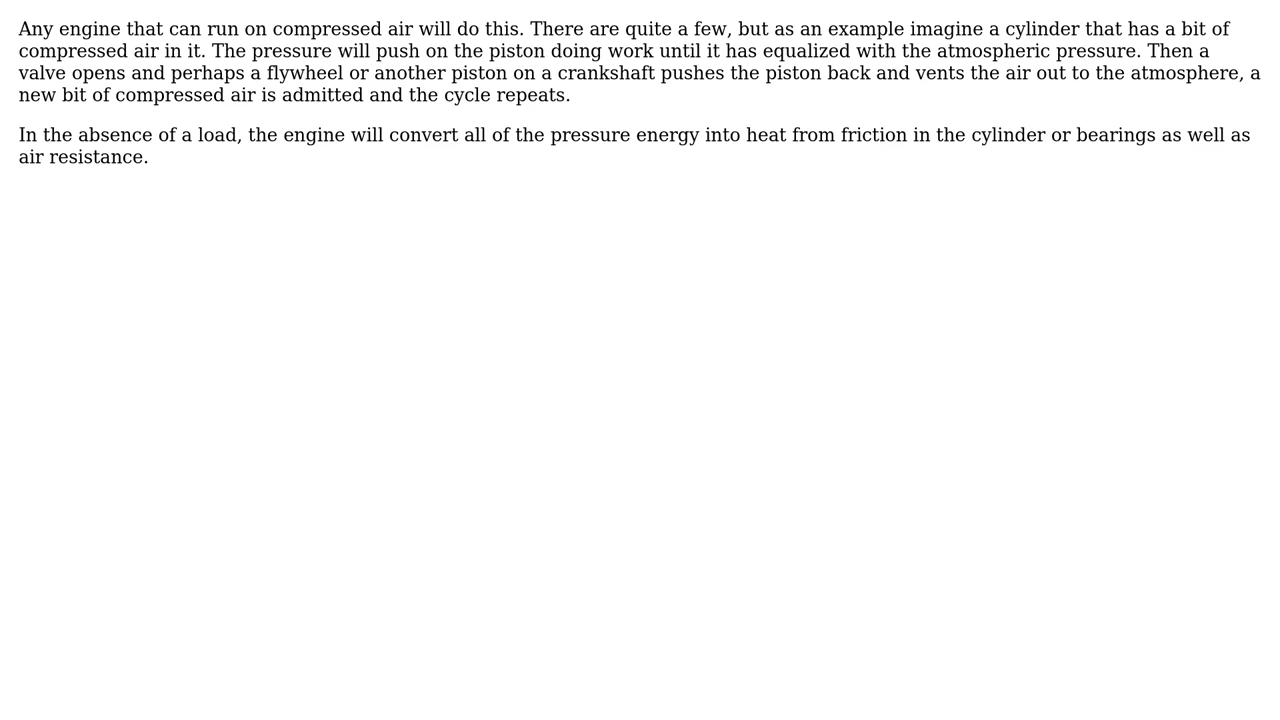 Any engine that can run on compressed air will do this. There are quite a few, but as an example imagine a cylinder that has a bit of
compressed air in it. The pressure will push on the piston doing work until it has equalized with the atmospheric pressure. Then a
valve opens and perhaps a flywheel or another piston on a crankshaft pushes the piston back and vents the air out to the atmosphere, a
new bit of compressed air is admitted and the cycle repeats.
In the absence of a load, the engine will convert all of the pressure energy into heat from friction in the cylinder or bearings as well as
air resistance.